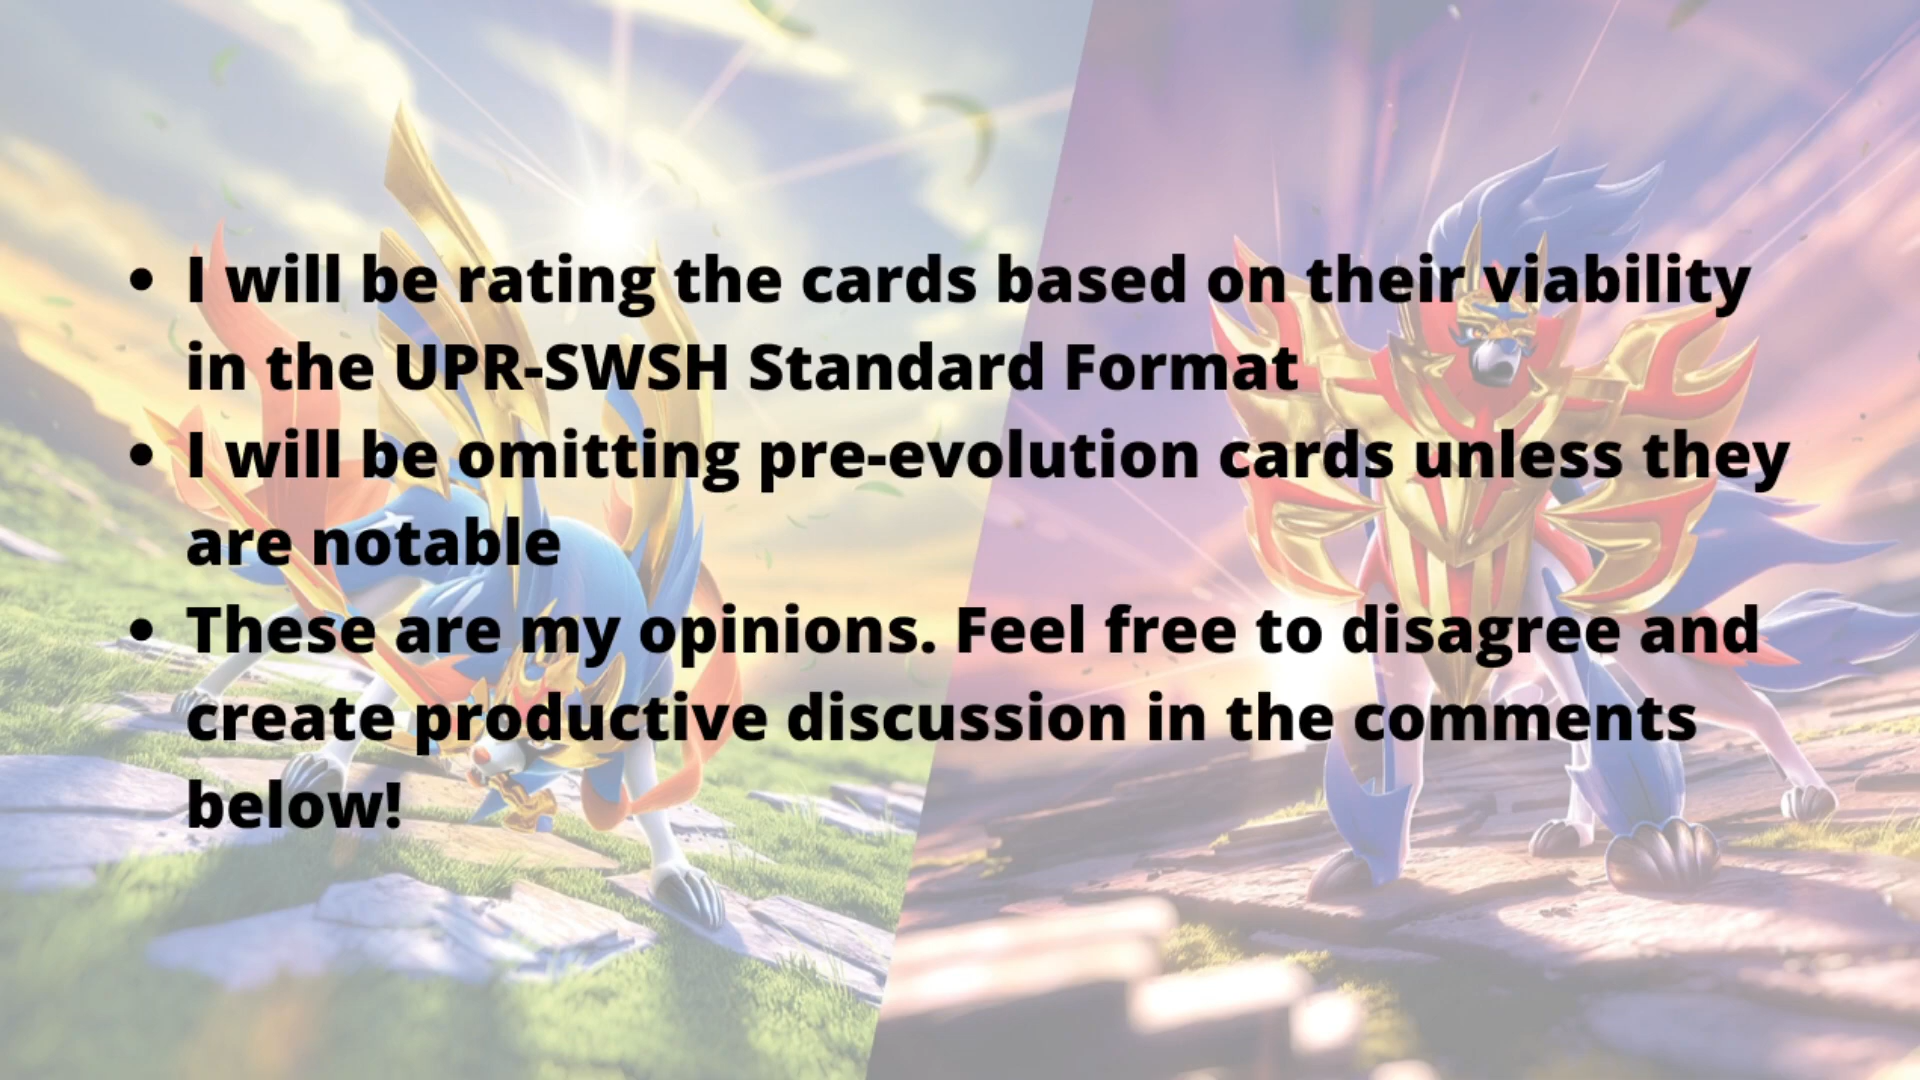 • I will be rating the cards based on their viability
in the UPR-SWSH Standard Format
• I will be omitting pre-evolution cards unless they
are notable
• These are my opinions. Feel free to disagree and
create productive discussion in the comments
below!